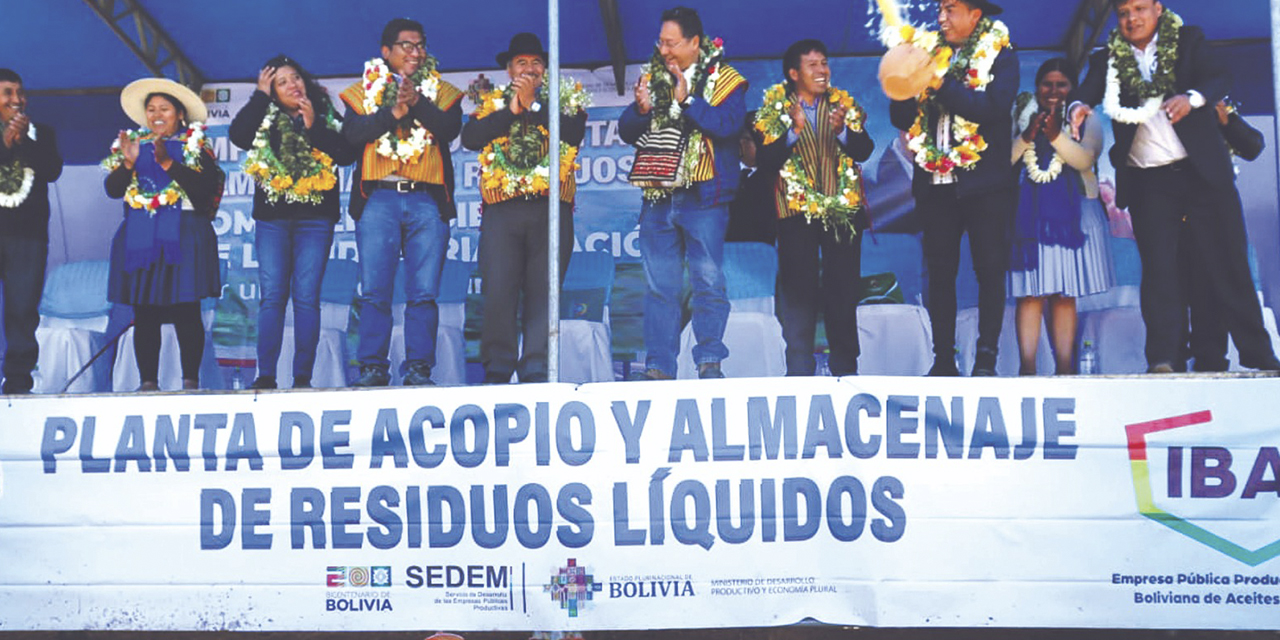 BOLIVIA
PLANTA DE ACOPIO Y ALMACENAJE
DE RESIDUOS LÍQUIDOS
BICENTENARIO DE
BOLIVIA
SEDEM
Servicio de Desarrollo
de las Empresas Públicas
Productivas
ESTADO PLURINACIONAL DE
BOLIVIA
MINISTERIO DE DESARROLLO
PRODUCTIVO Y ECONOMÍA PLURAL
IBA
Empresa Pública Produ
Boliviana de Aceites